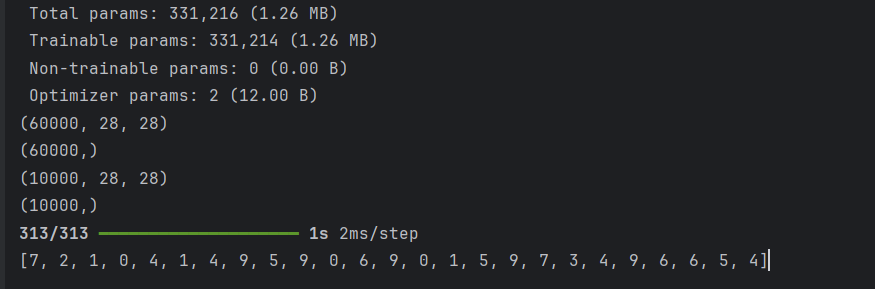 Total params: 331,216 (1.26 MB)
Trainable params: 331,214 (1.26 MB)
Non-trainable params: 0 (0.00 B)
Optimizer params: 2 (12.00 B)
(60000, 28, 28)
(60000,)
(10000, 28, 28)
(10000,)
313/313 ━━━━━━━━━━━━━━━━━━━━ 1s 2ms/step
[7, 2, 1, 0, 4, 1, 4, 9, 5, 9, 0, 6, 9, 0, 1, 5, 9, 7, 3, 4, 9, 6, 6, 5, 4]